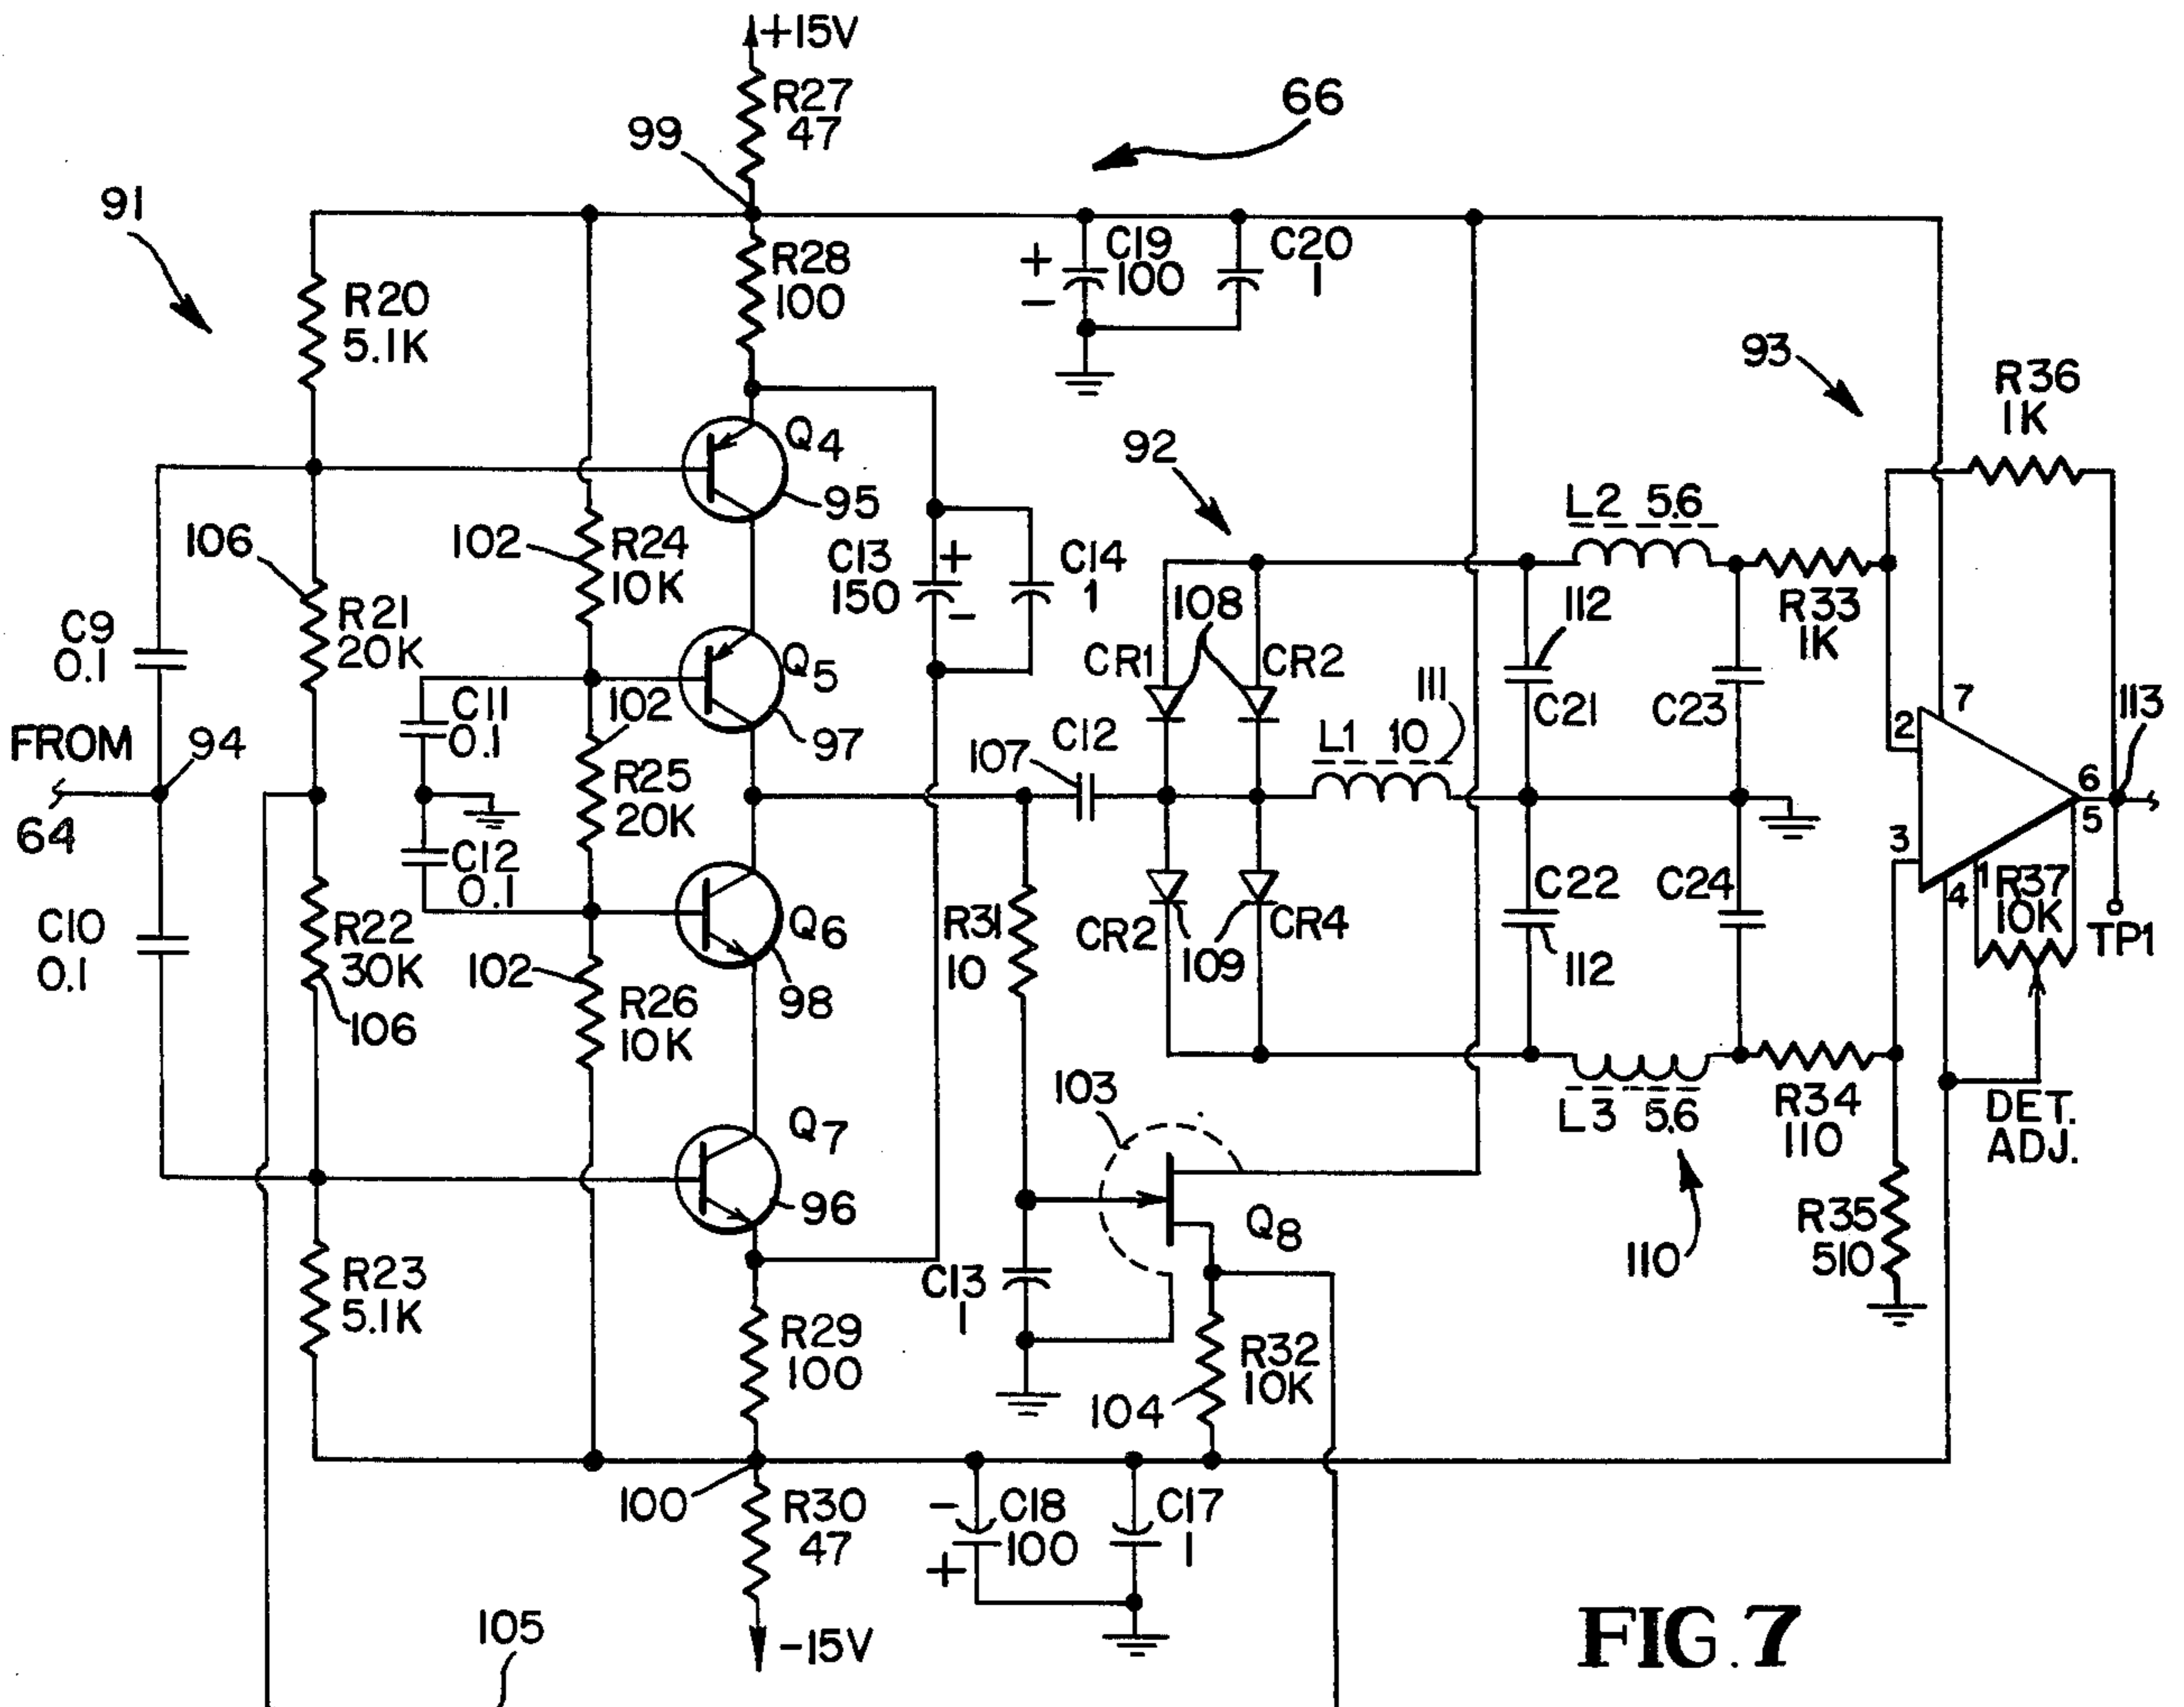 +15V
R27
47
99
66
91
R28
100
C19
100
+
-
C20
1
R20
5.1K
93
R36
1K
Q4
92
95
L2 5.6
106
102
R24
10K
C13
150
+
-
C14
1
108
112
R33
1K
R21
20K
C9
0.1
Q5
CR1
CR2
111
C21
C23
C11
0.1
102
97
C12
107
L1 10
2
7
113
FROM
64
94
R25
20K
6
5
3
C12
0.1
C10
0.1
R22
30K
106
102
R26
10K
Q6
98
R31
10
CR2
109
CR4
C22
112
C24
4
1
R37
10K
TP1
103
L3 5.6
R34
110
DET.
ADJ.
Q7
96
Q8
110
R35
510
R23
5.1K
C13
1
R29
100
R32
10K
104
100
R30
47
-
+
C18
100
C17
1
-15V
105
FIG. 7